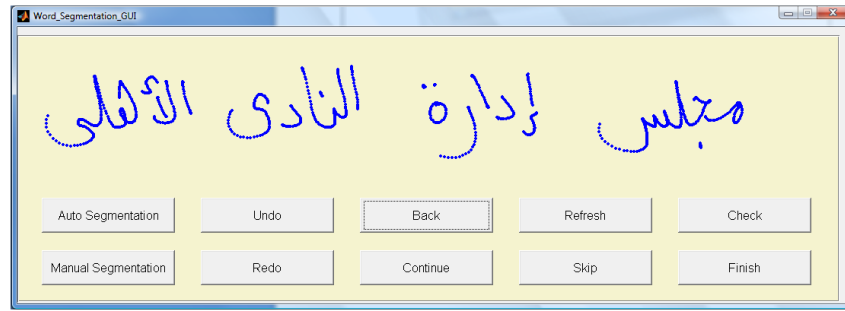 Word_Segmentation_GUI
مجلس إدارة النادى الأهلى
Auto Segmentation Undo Back Refresh Check
Manual Segmentation Redo Continue Skip Finish